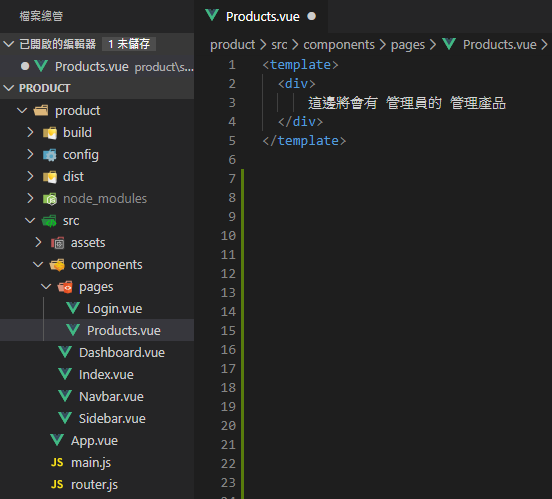 檔案總管
已開啟的編輯器 1 未儲存
Products.vue product\s...
PRODUCT
product
build
config
dist
node_modules
src
assets
components
pages
Login.vue
Products.vue
Dashboard.vue
Index.vue
Navbar.vue
Sidebar.vue
App.vue
JS main.js
JS router.js
Products.vue
product > src > components > pages > Products.vue >
1 <template>
2 <div>
3 這邊將會有 管理員的 管理產品
4 </div>
5 </template>
6
7
8
9
10
11
12
13
14
15
16
17
18
19
20
21
22
23